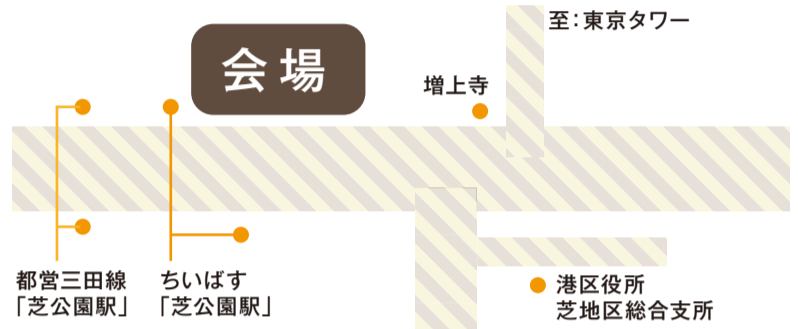 至：東京タワー
会場
増上寺
都営三田線
「芝公園駅」
ちぃばす
「芝公園駅」
港区役所
芝地区総合支所